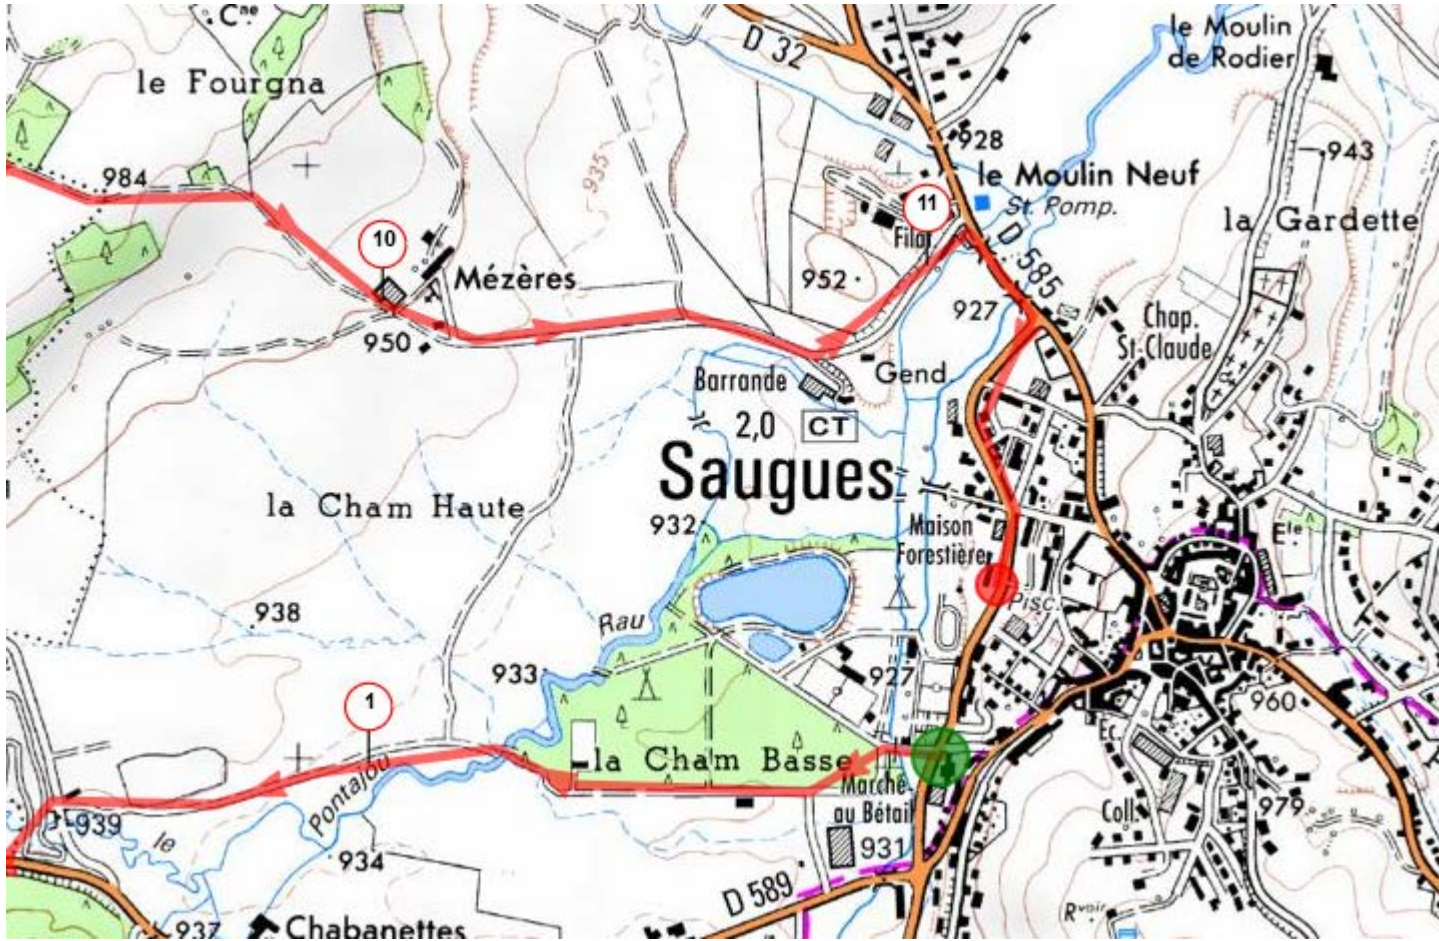 Cne
le Fourgna
D 32
le Moulin
de Rodier
928
943
984
le Moulin Neuf
St. Pomp.
935
11
la Gardette
10
Filat.
D 585
Mézères
952
927
Chap.
St-Claude
950
Barrande
Gend.
2,0
CT
Saugues
la Cham Haute
932
Maison
Forestière
Ele
Pisc.
938
Rau
933
927
960
1
la Cham Basse
Marché
au Bétail
Ec.
Coll.
979
939
Pontajou
le
934
931
D 589
Rvoir
937
Chabanettes